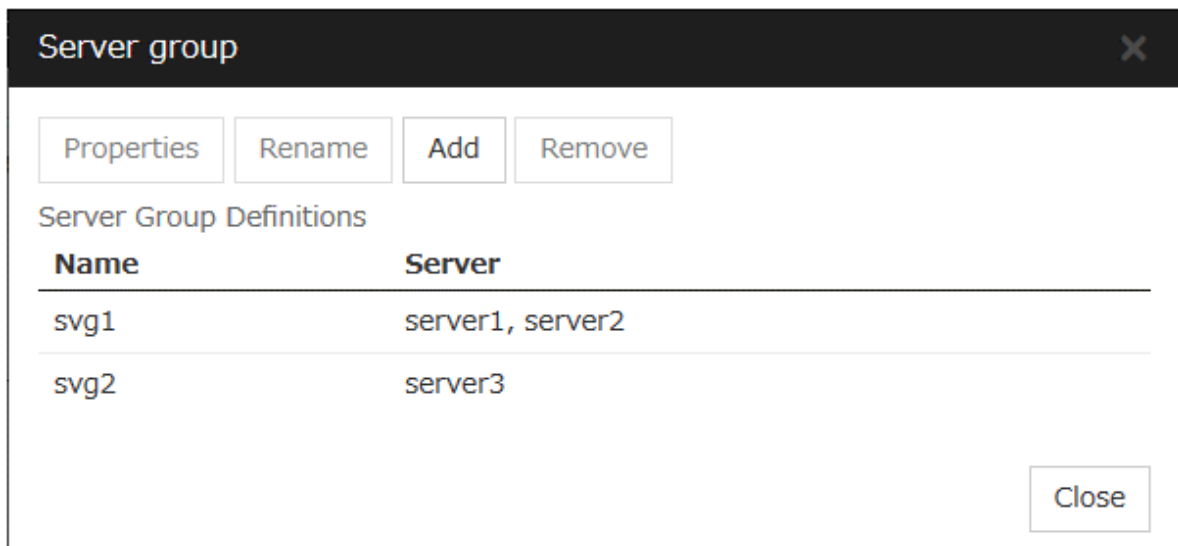 Server group
Properties Rename Add Remove
Server Group Definitions
Name Server
svg1 server1, server2
svg2 server3
Close